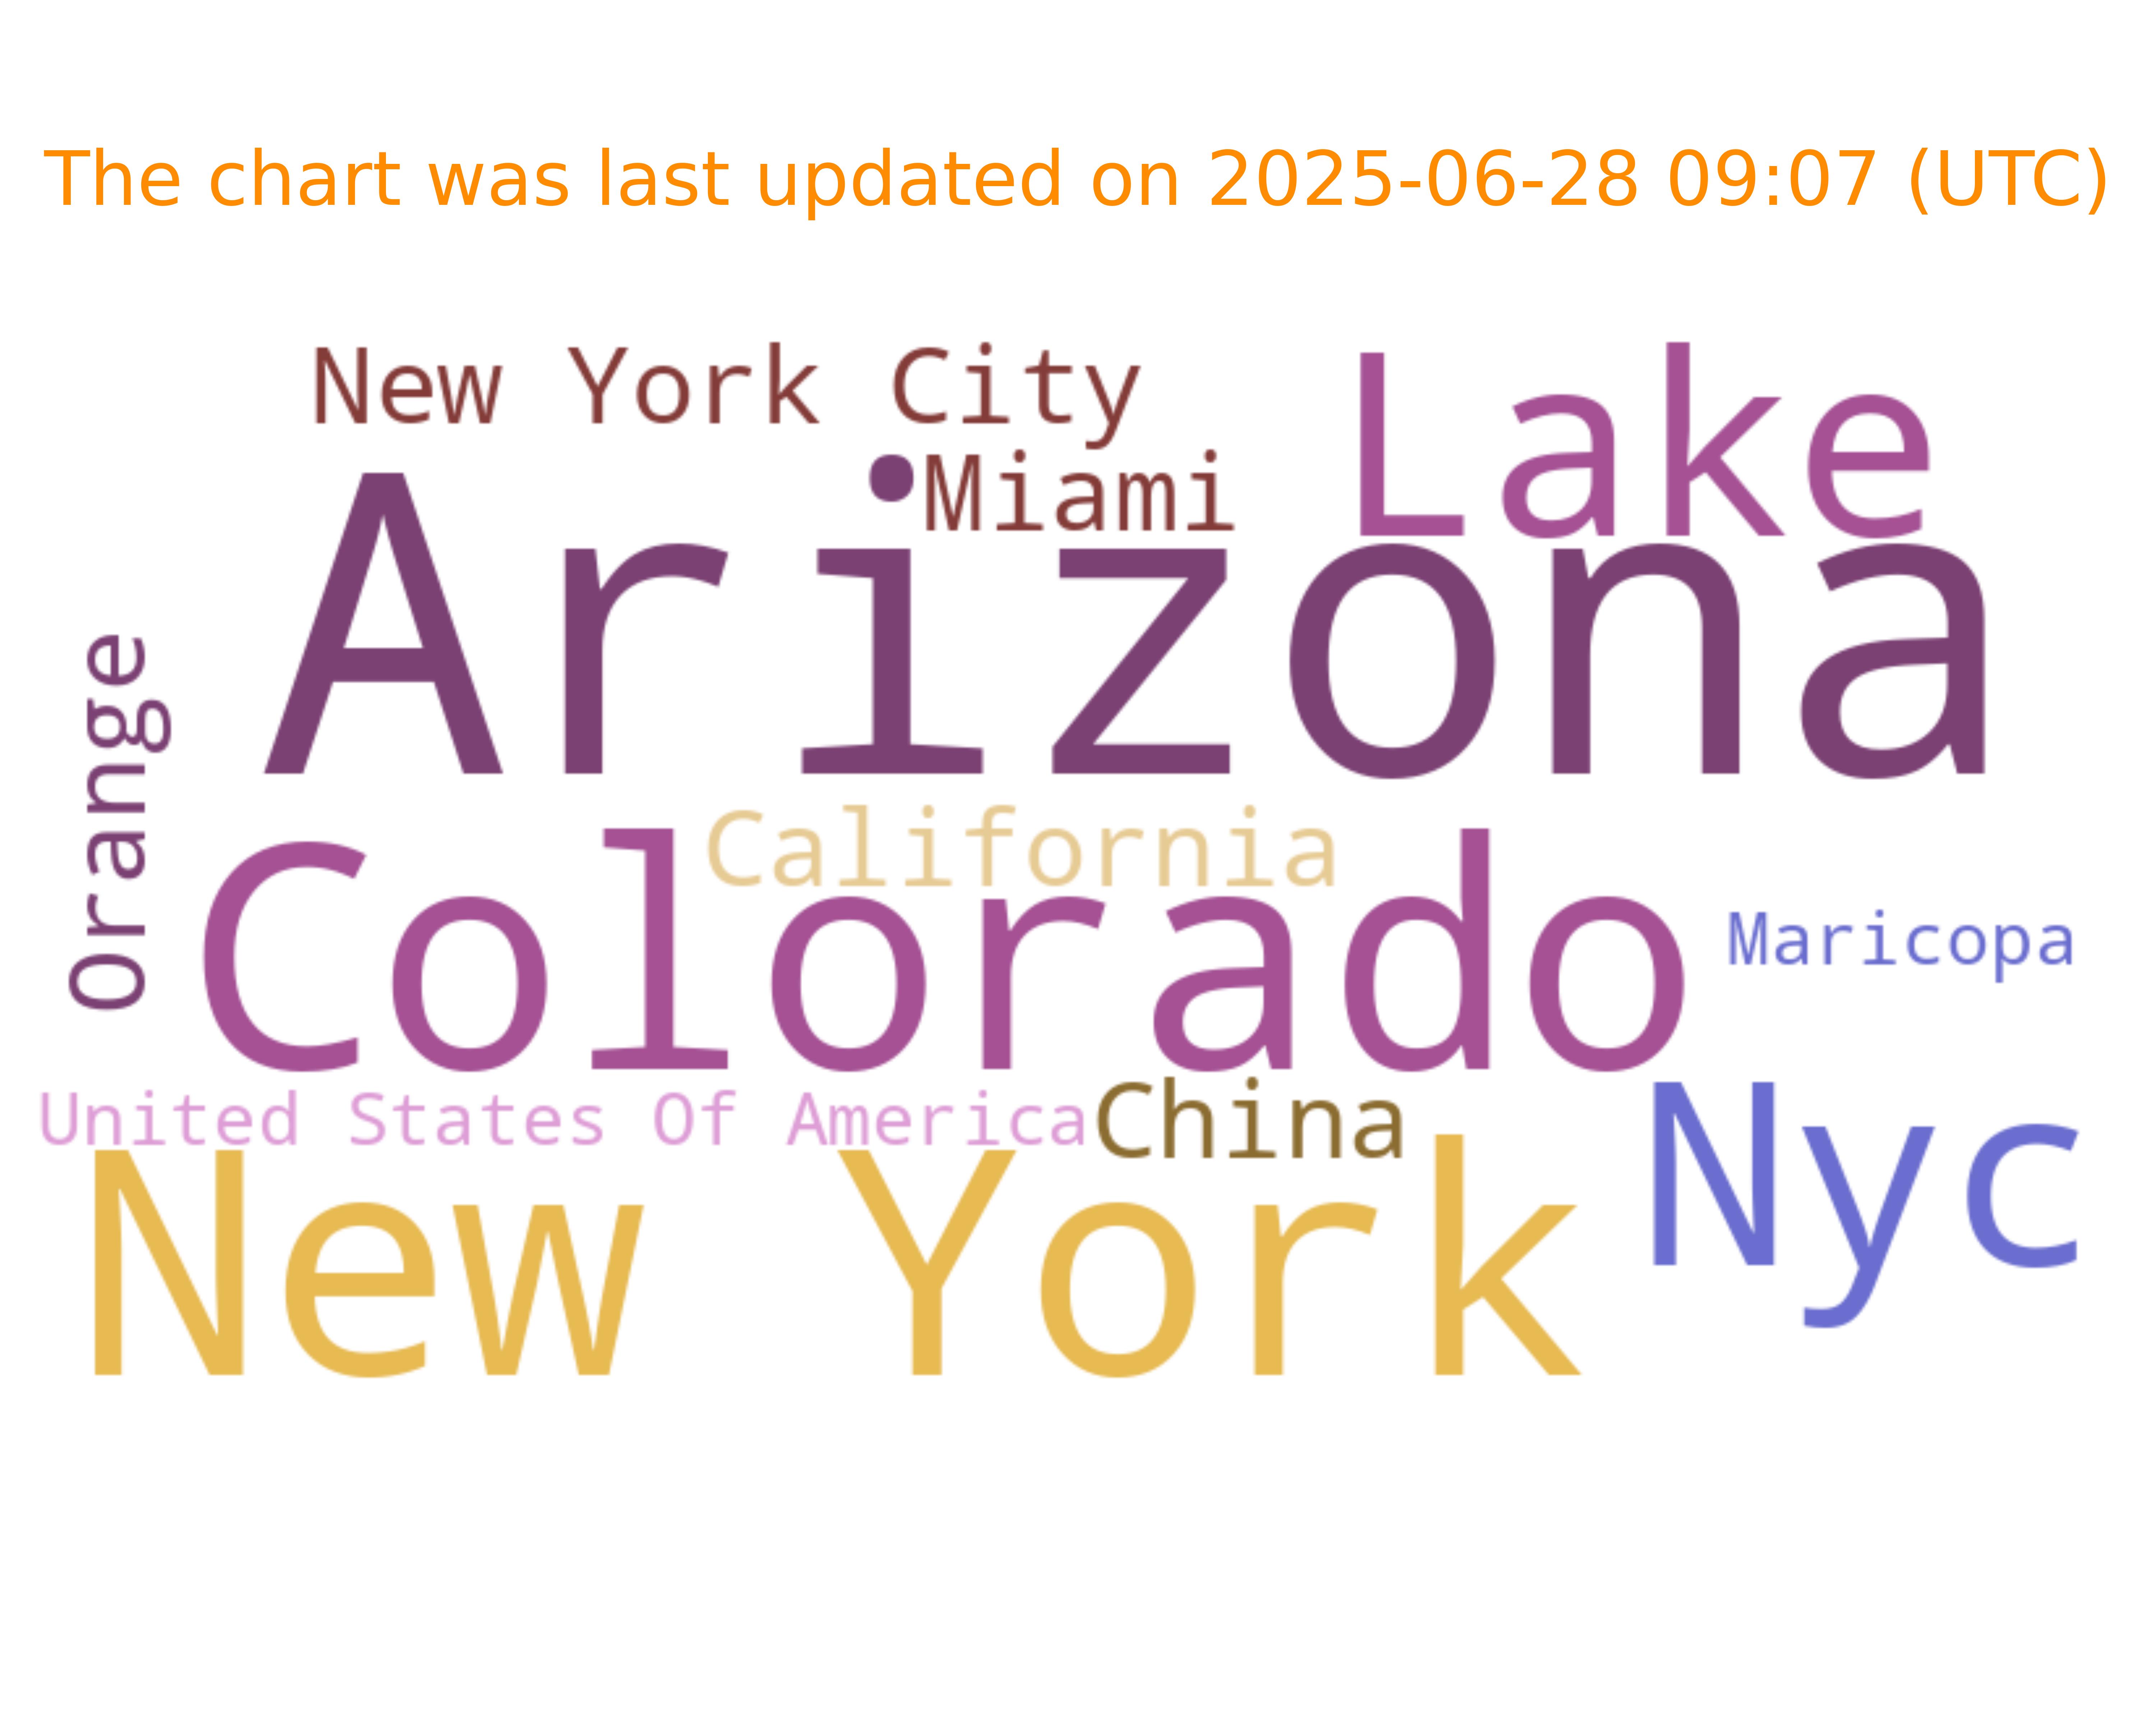 The chart was last updated on 2025-06-28 09:07 (UTC)
New York City
Lake
Miami
Arizona
Orange
California
Colorado
Maricopa
United States Of America
China
Nyc
New York